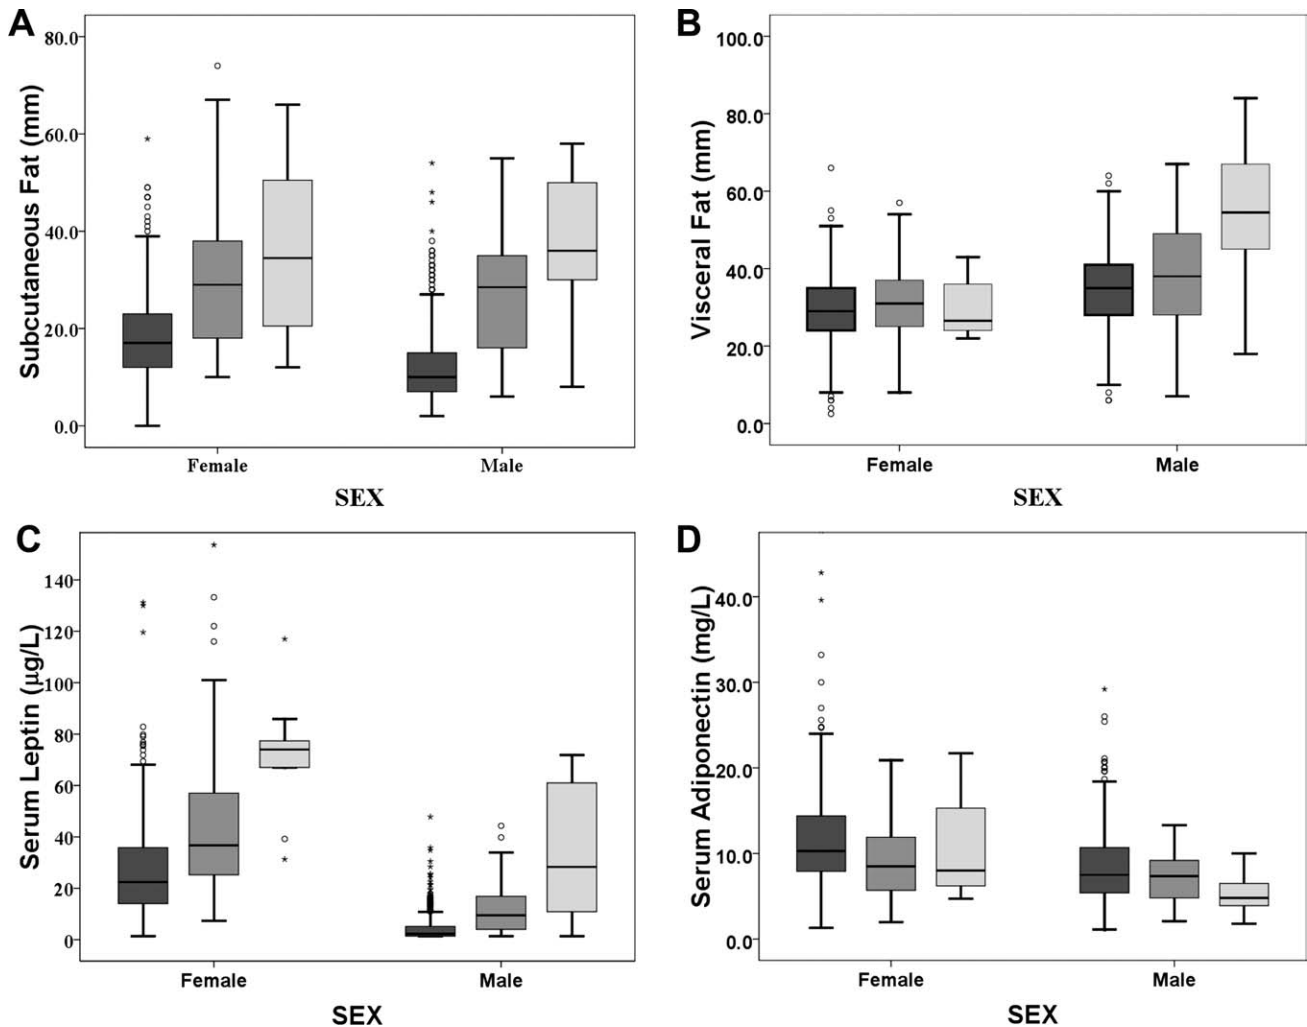 A
Subcutaneous Fat (mm)
80.0
60.0
40.0
20.0
0.0
Female
Male
SEX
B
Visceral Fat (mm)
100.0
80.0
60.0
40.0
20.0
0.0
Female
Male
SEX
C
Serum Leptin (µg/L)
140
120
100
80
60
40
20
0
Female
Male
SEX
D
Serum Adiponectin (mg/L)
40.0
30.0
20.0
10.0
0.0
Female
Male
SEX